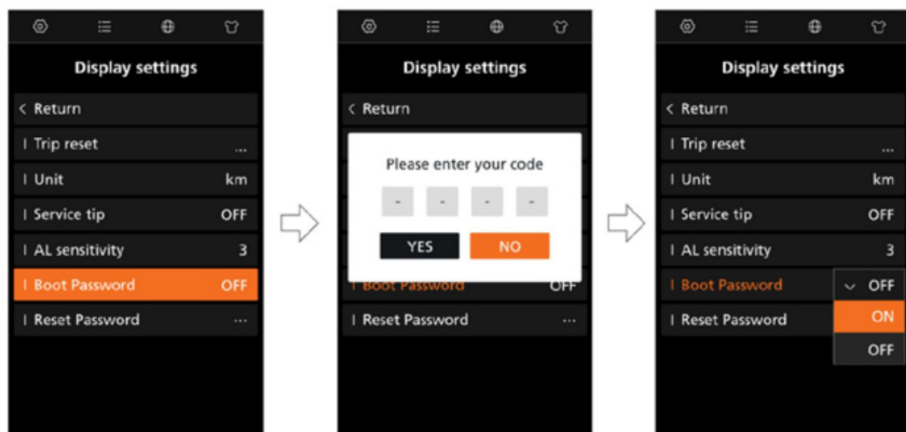 Display settings
< Return
| Trip reset ...
| Unit km
| Service tip OFF
| AL sensitivity 3
| Boot Password OFF
| Reset Password ...
Display settings
< Return
Please enter your code
- - - -
YES NO
| Boot Password OFF
| Reset Password ...
Display settings
< Return
| Trip reset ...
| Unit km
| Service tip OFF
| AL sensitivity 3
| Boot Password OFF
| Reset Password ON
OFF